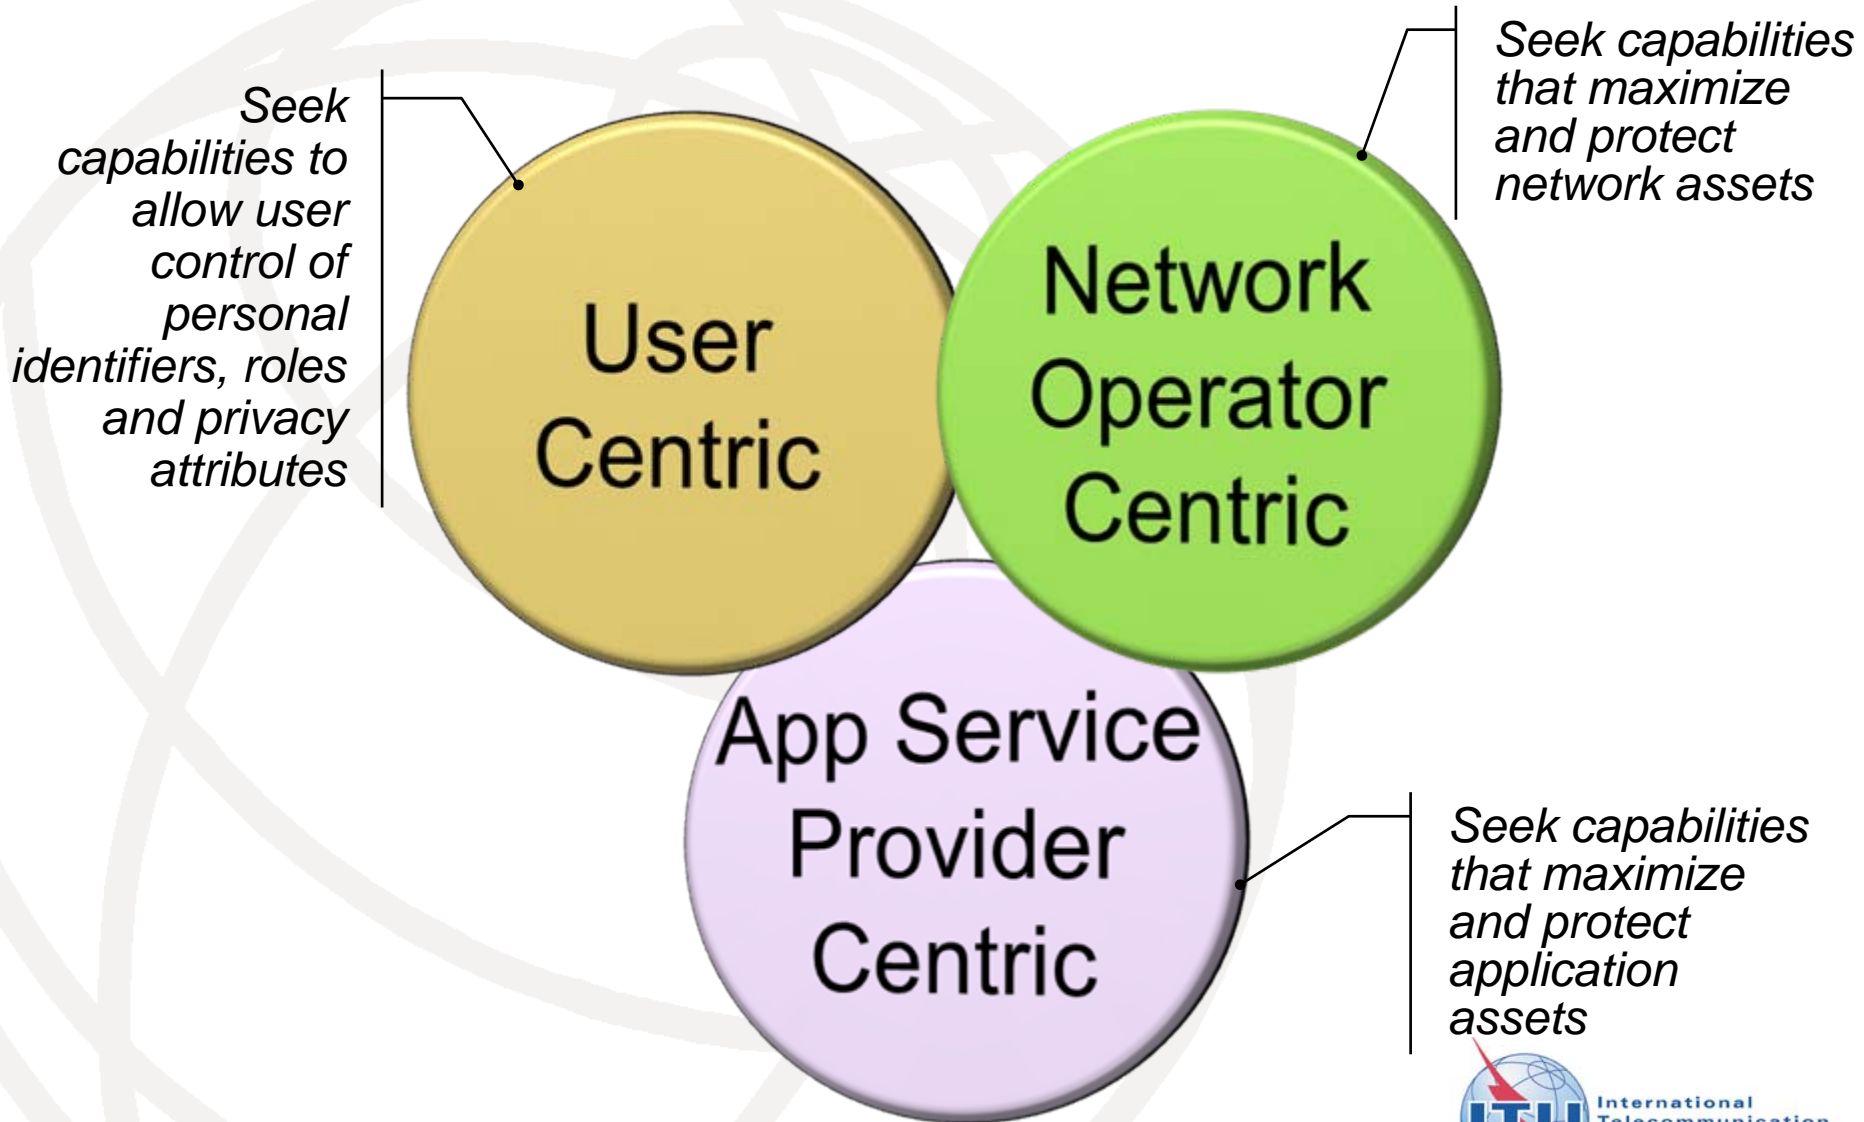 Seek
capabilities to
allow user
control of
personal
identifiers, roles
and privacy
attributes
User
Centric
Seek capabilities
that maximize
and protect
network assets
Network
Operator
Centric
App Service
Provider
Centric
Seek capabilities
that maximize
and protect
application
assets
ITU
International
Telecommunication